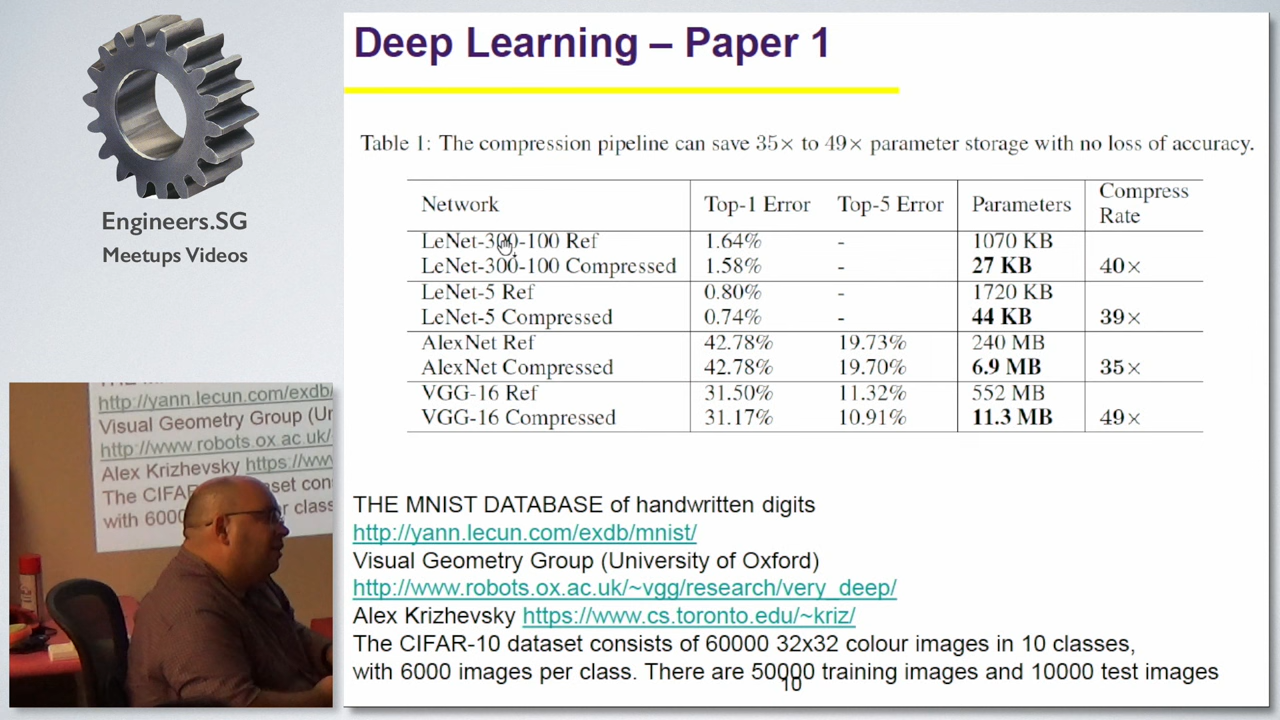 Deep Learning – Paper 1
Table 1: The compression pipeline can save 35× to 49× parameter storage with no loss of accuracy.
Network Top-1 Error Top-5 Error Parameters Compress Rate
LeNet-300-100 Ref 1.64% - 1070 KB
LeNet-300-100 Compressed 1.58% - 27 KB 40×
LeNet-5 Ref 0.80% - 1720 KB
LeNet-5 Compressed 0.74% - 44 KB 39×
AlexNet Ref 42.78% 19.73% 240 MB
AlexNet Compressed 42.78% 19.70% 6.9 MB 35×
VGG-16 Ref 31.50% 11.32% 552 MB
VGG-16 Compressed 31.17% 10.91% 11.3 MB 49×
THE MNIST DATABASE of handwritten digits
http://yann.lecun.com/exdb/mnist/
Visual Geometry Group (University of Oxford)
http://www.robots.ox.ac.uk/~vgg/research/very_deep/
Alex Krizhevsky https://www.cs.toronto.edu/~kriz/
The CIFAR-10 dataset consists of 60000 32x32 colour images in 10 classes,
with 6000 images per class. There are 50000 training images and 10000 test images
10
Engineers.SG
Meetups Videos
http://yann.lecun.com/exdb/
Visual Geometry Group (Ur
http://www.robots.ox.ac.uk/
Alex Krizhevsky https://www
The CIFA set con
with 6000 r class